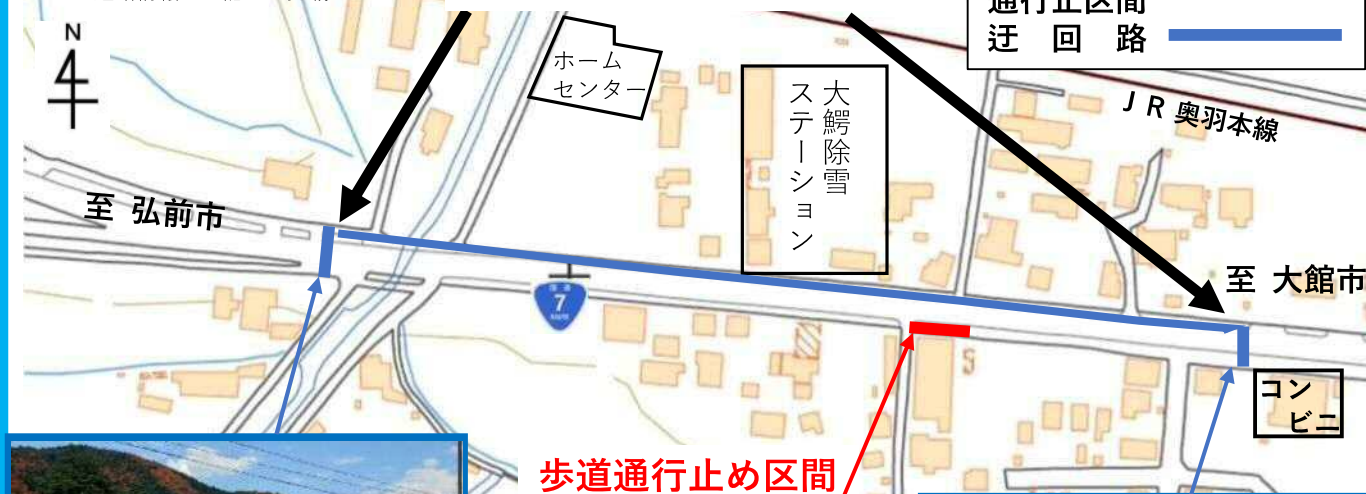 通行止区間
迂回路
N
ホーム
センター
大鰐除雪
ステーション
JR奥羽本線
至 弘前市
7
至 大館市
コン
ビニ
歩道通行止め区間